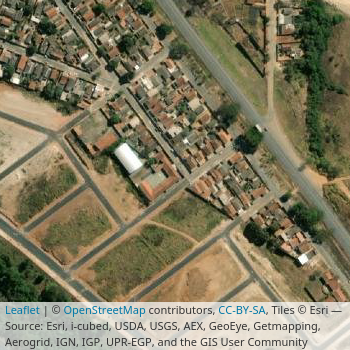 Leaflet | © OpenStreetMap contributors, CC-BY-SA, Tiles © Esri —
Source: Esri, i-cubed, USDA, USGS, AEX, GeoEye, Getmapping,
Aerogrid, IGN, IGP, UPR-EGP, and the GIS User Community